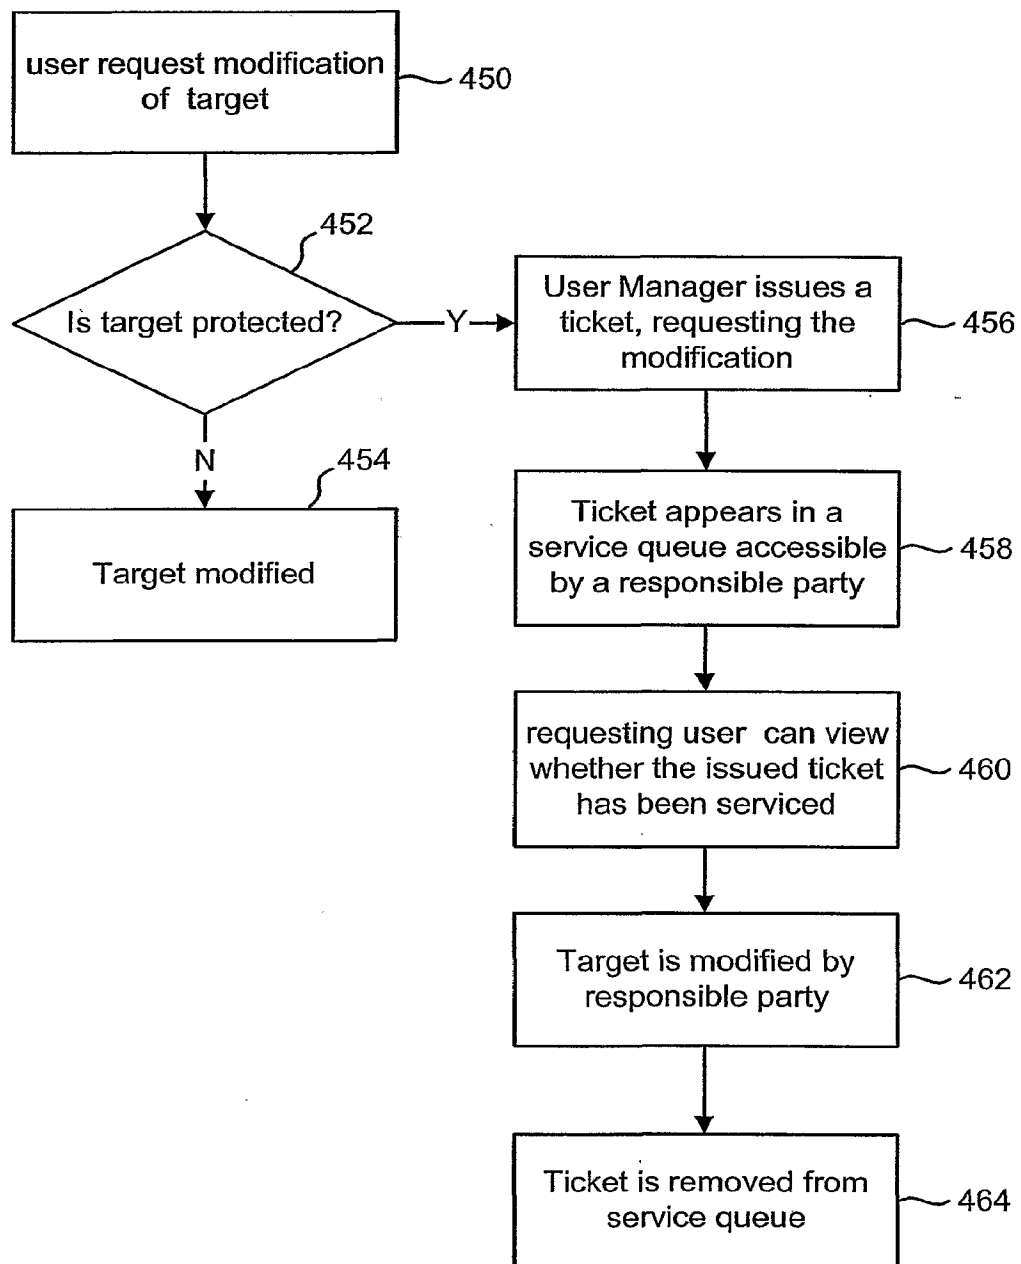 user request modification
of target
450
452
Is target protected?
Y
N
454
Target modified
User Manager issues a
ticket, requesting the
modification
456
Ticket appears in a
service queue accessible
by a responsible party
458
requesting user can view
whether the issued ticket
has been serviced
460
Target is modified by
responsible party
462
Ticket is removed from
service queue
464